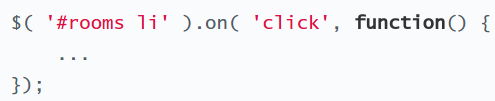 $( '#rooms li' ).on( 'click', function() {
    ...
});